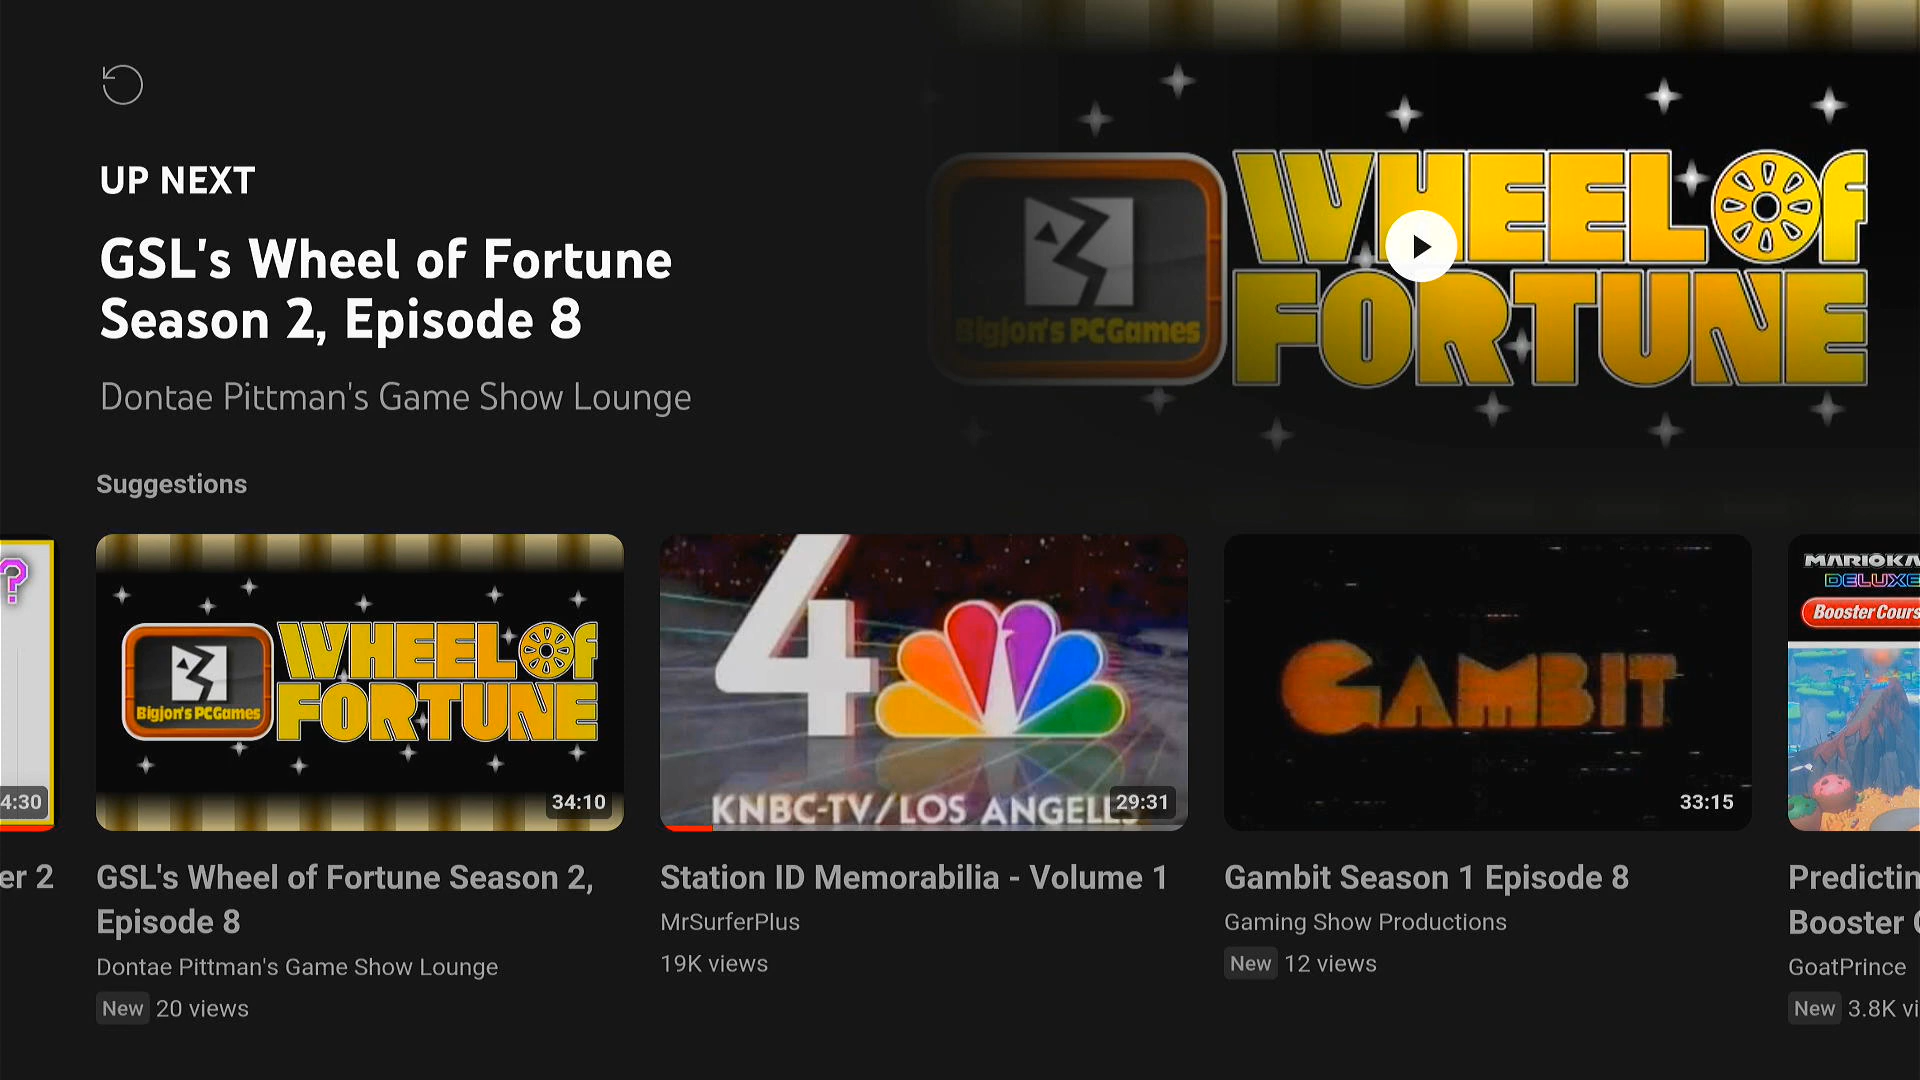 UP NEXT
GSL's Wheel of Fortune
Season 2, Episode 8
Dontae Pittman's Game Show Lounge
Bigjon's PCGames
WHEEL of
FORTUNE
Suggestions
?
4:30
er 2
Bigjon's PCGames
WHEEL of
FORTUNE
34:10
GSL's Wheel of Fortune Season 2,
Episode 8
Dontae Pittman's Game Show Lounge
New 20 views
4
KNBC-TV/LOS ANGELES
29:31
Station ID Memorabilia - Volume 1
MrSurferPlus
19K views
GAMBIT
33:15
Gambit Season 1 Episode 8
Gaming Show Productions
New 12 views
MARIOKA
DELUXE
Booster Cours
Predictin
Booster C
GoatPrince
New 3.8K vi